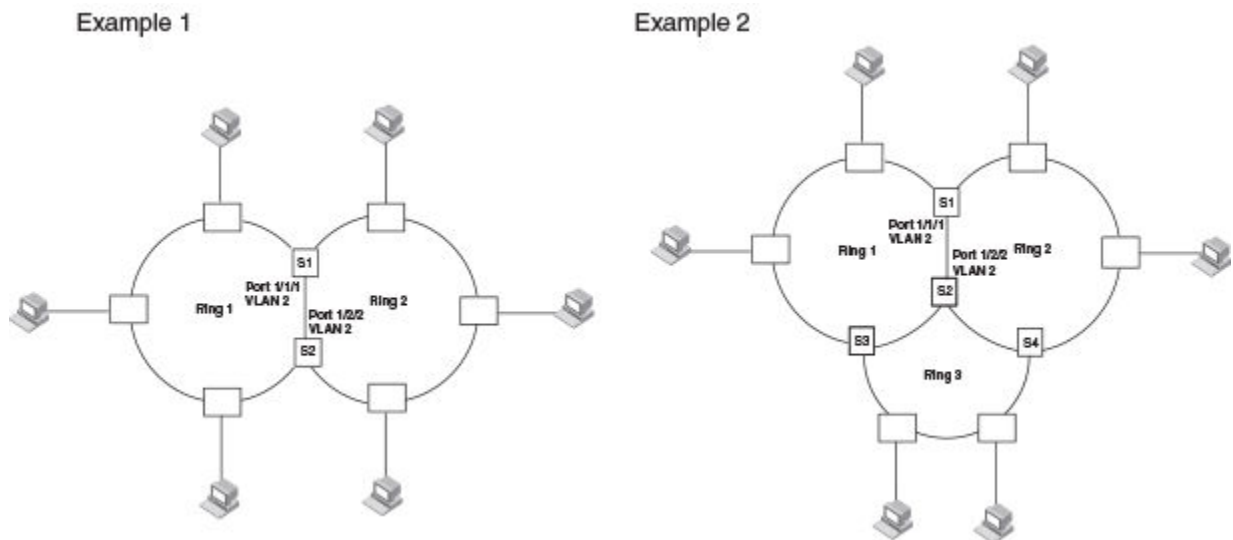 Example 1
S1
Port 1/1/1
VLAN 2
Ring 1
Ring 2
Port 1/2/2
VLAN 2
S2
Example 2
S1
Port 1/1/1
VLAN 2
Ring 1
Ring 2
Port 1/2/2
VLAN 2
S2
S3
S4
Ring 3